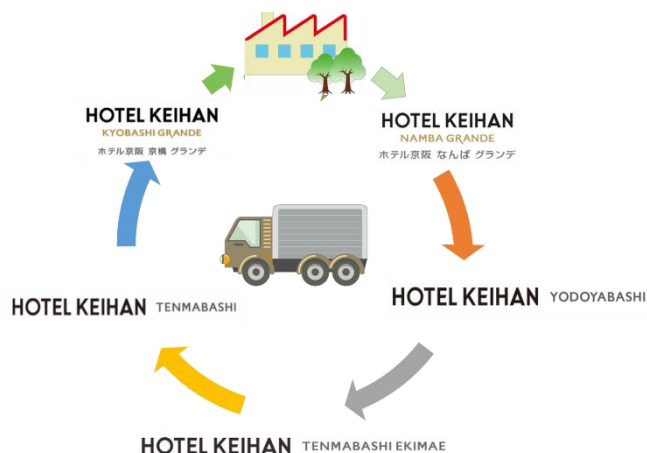 HOTEL KEIHAN
KYOBASHI GRANDE
ホテル京阪 京橋 グランデ
HOTEL KEIHAN
NAMBA GRANDE
ホテル京阪 なんば グランデ
HOTEL KEIHAN TENMABASHI
HOTEL KEIHAN YODOYABASHI
HOTEL KEIHAN TENMABASHI EKIMAE